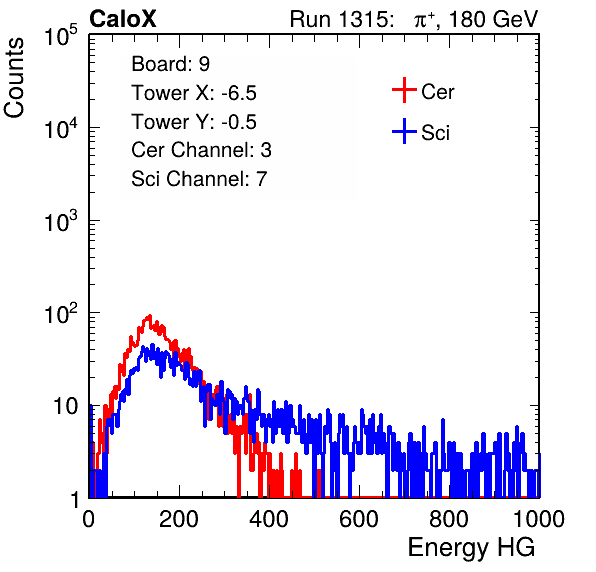 CaloX Run 1315: π⁺, 180 GeV
Counts
Board: 9
Tower X: -6.5
Tower Y: -0.5
Cer Channel: 3
Sci Channel: 7
Cer
Sci
10⁵
10⁴
10³
10²
10
1
0 200 400 600 800 1000
Energy HG